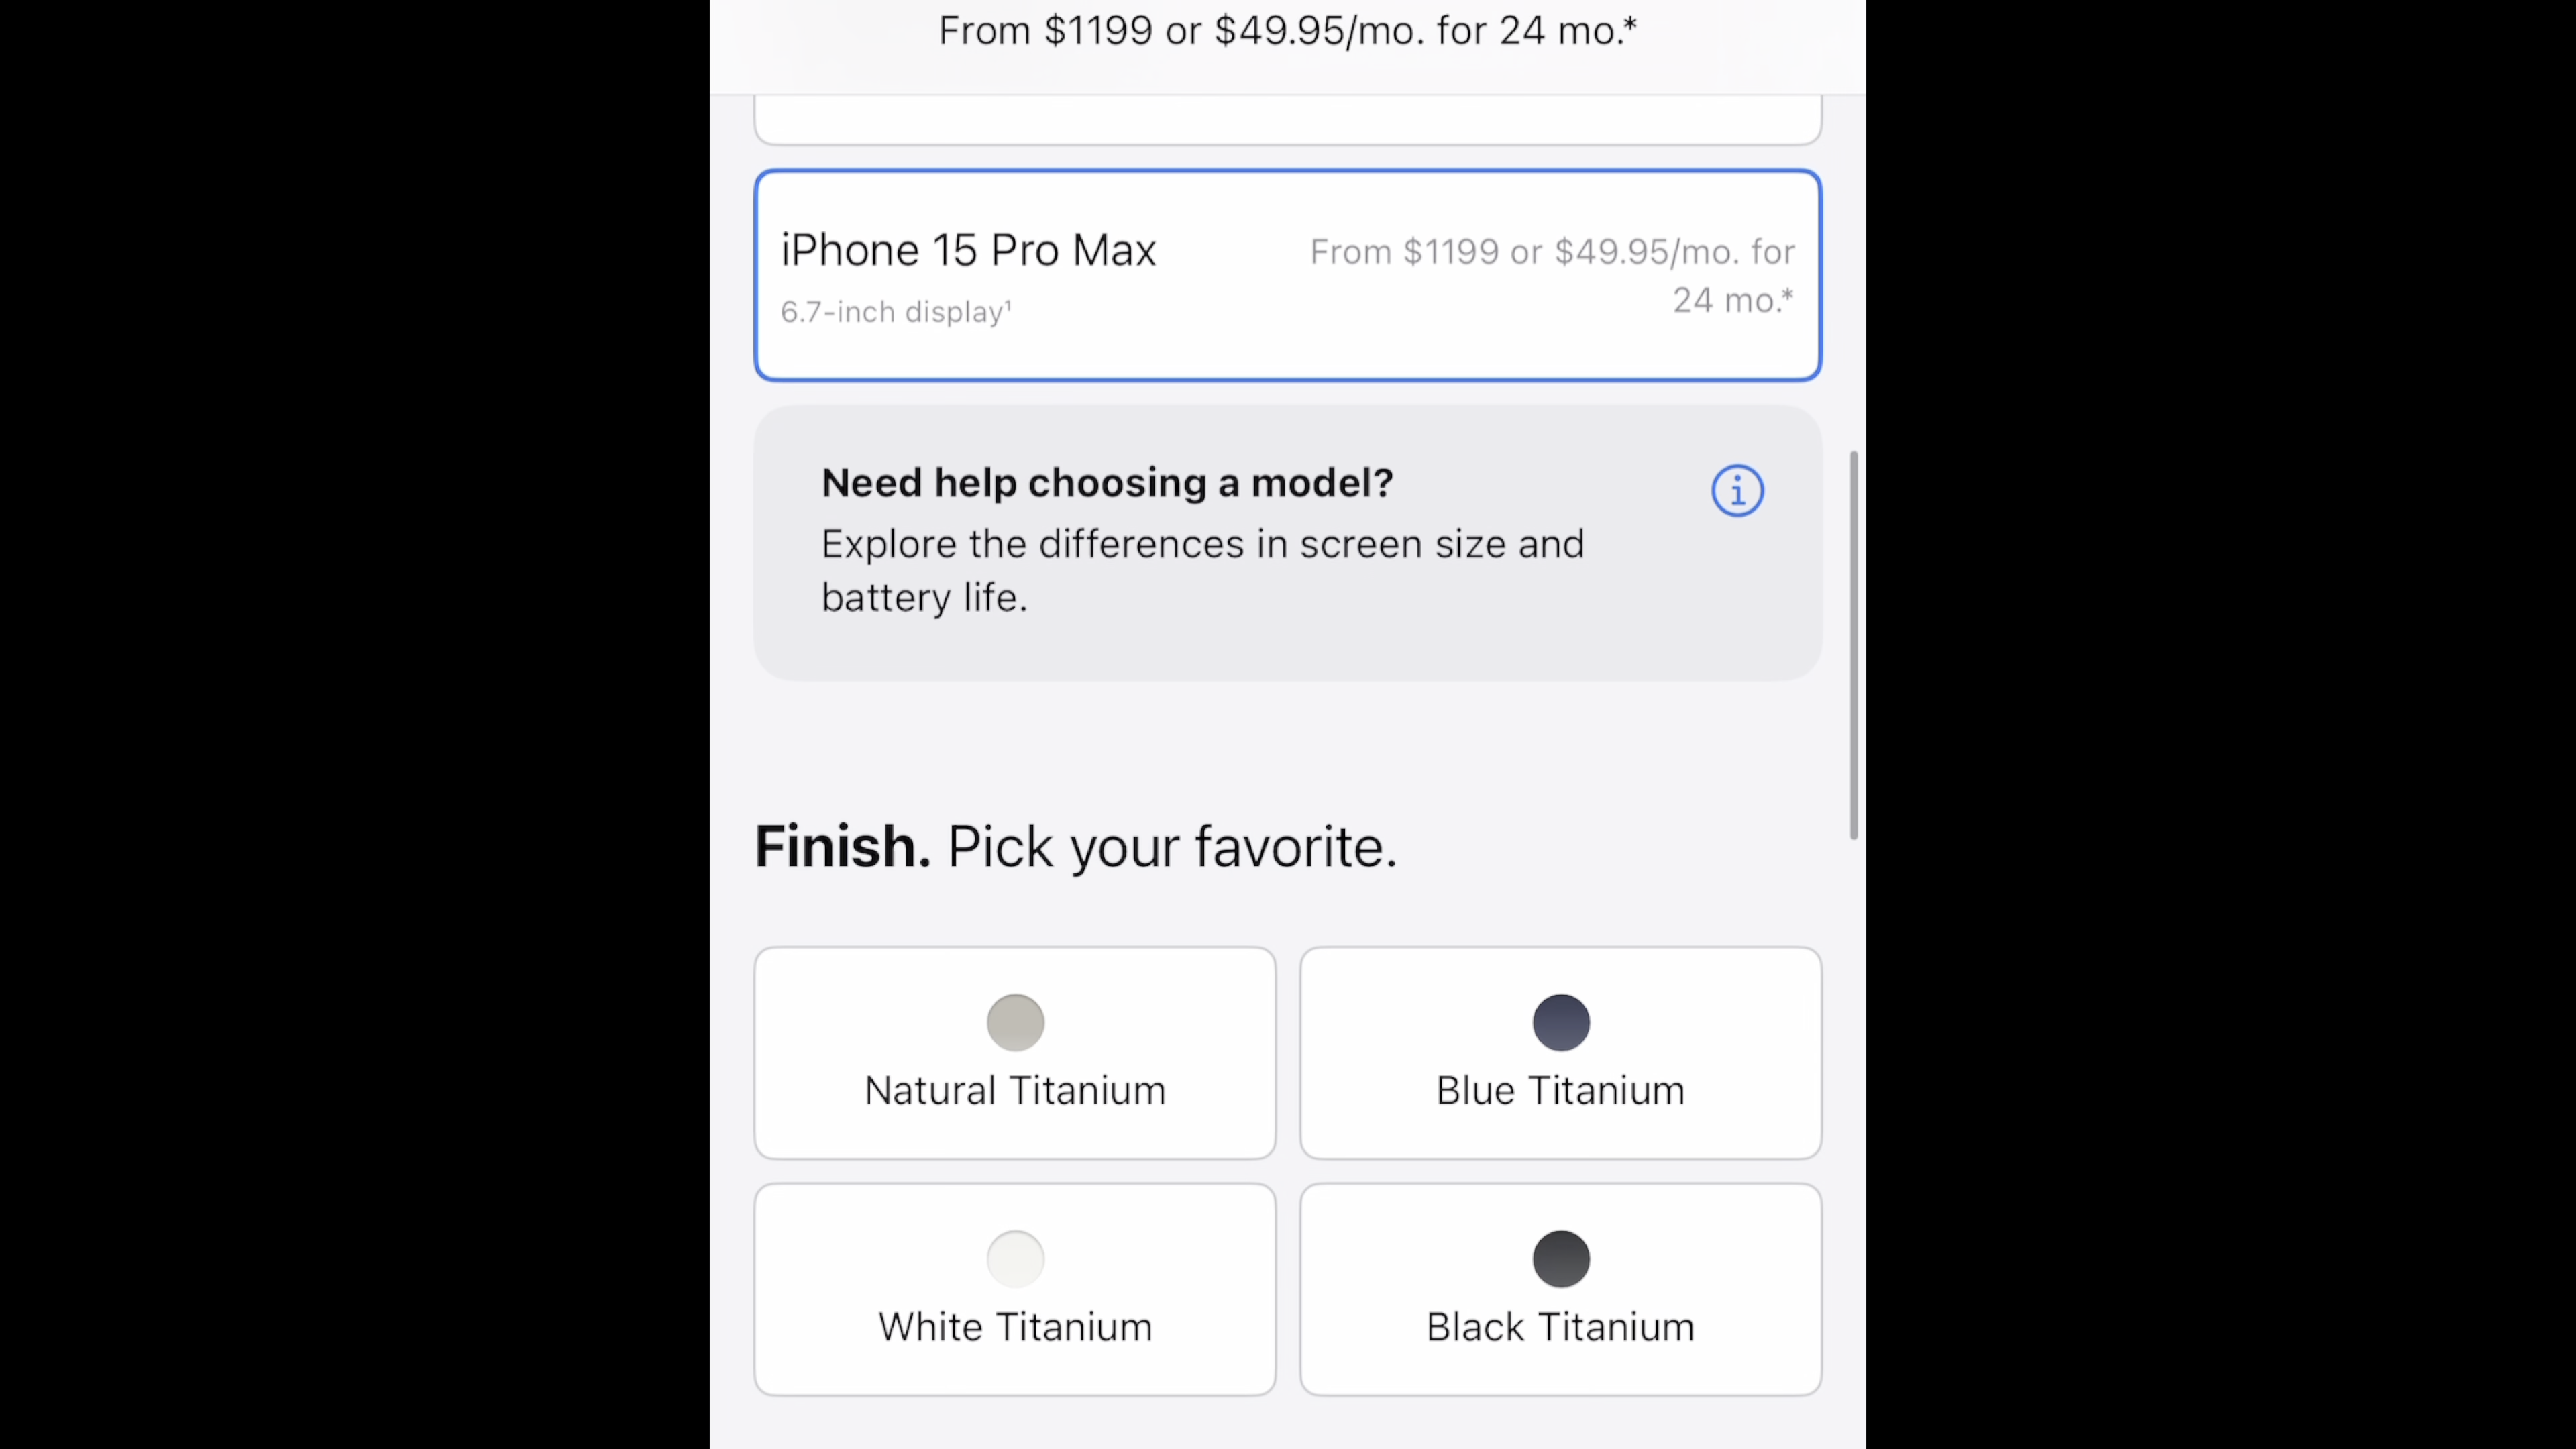 From $1199 or $49.95/mo. for 24 mo.*
iPhone 15 Pro Max
6.7-inch display¹
From $1199 or $49.95/mo. for
24 mo.*
Need help choosing a model?
Explore the differences in screen size and
battery life.
Finish. Pick your favorite.
Natural Titanium
Blue Titanium
White Titanium
Black Titanium